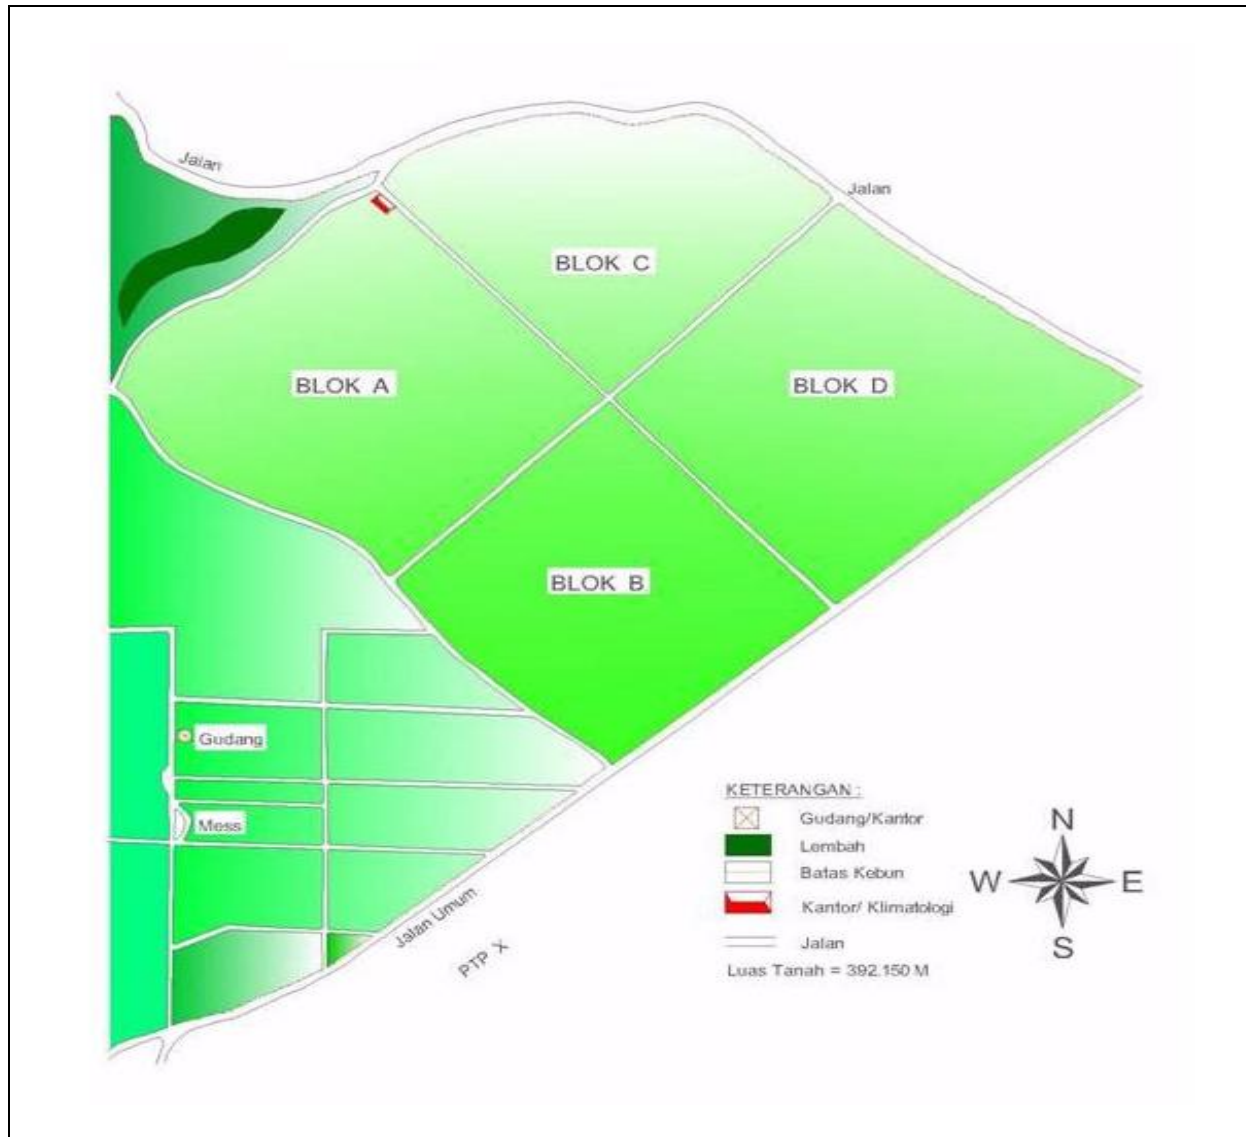 Jalan
Jalan
BLOK C
BLOK A
BLOK D
BLOK B
Gudang
Mess
Jalan Umum
PTP X
KETERANGAN :
Gudang/Kantor
Lembah
Batas Kebun
Kantor/ Klimatologi
Jalan
Luas Tanah = 392.150 M
N
W
E
S